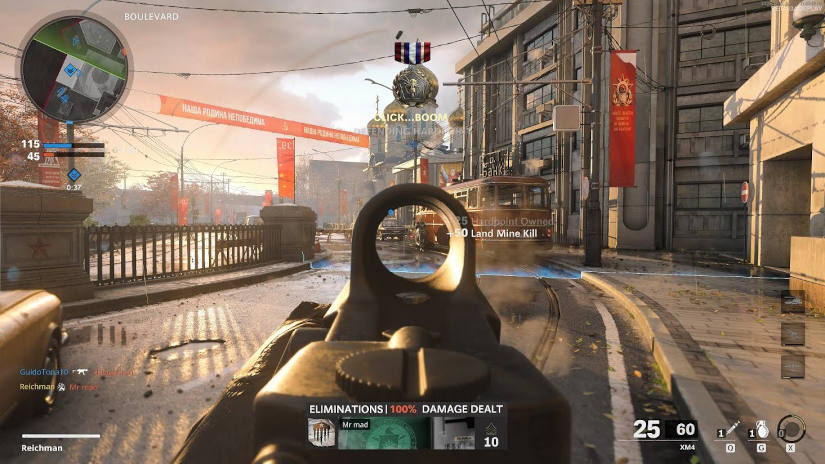 BOULEVARD
CLICK...BOOM
НАША РОДИНА НЕПОБЕДИМА
НАША РОДИНА НЕПОБЕДИМА
115
45
0:37
25 Hardpoint Owned
+50 Land Mine Kill
GuidoTona10
Reichman Mr mad
ELIMINATIONS | 100% DAMAGE DEALT
Mr mad
10
Reichman
25 60
XM4
1 1
Q G X